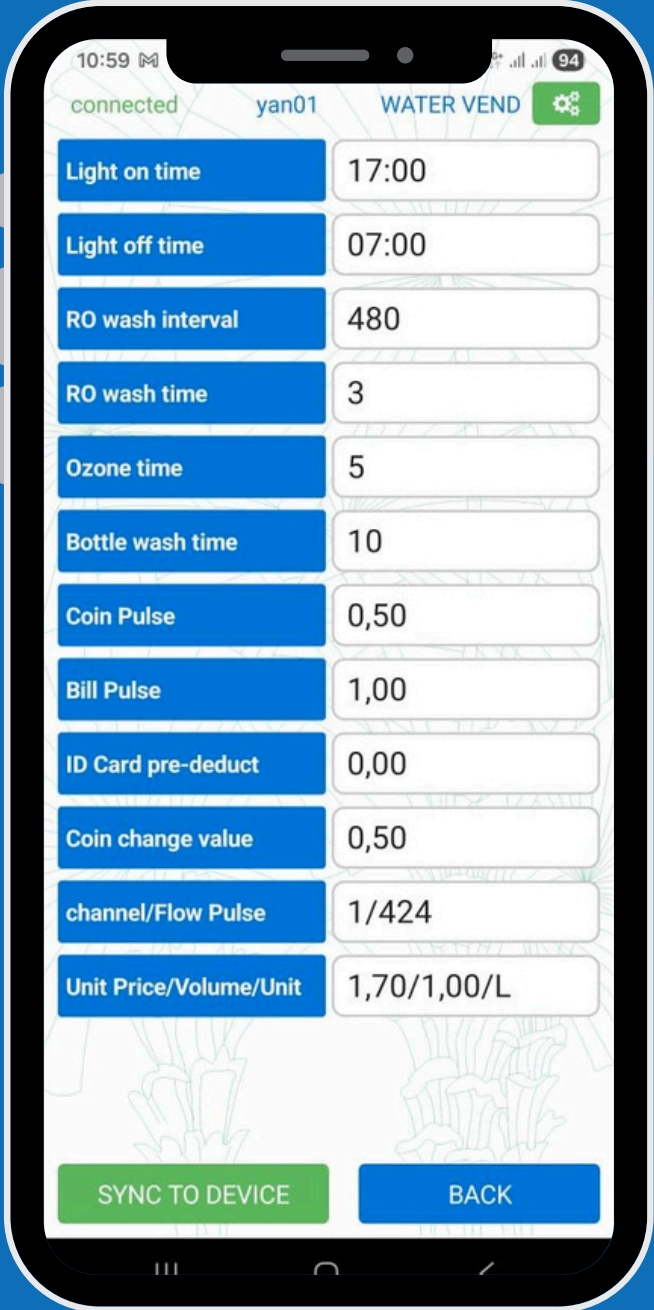 10:59
94
connected yan01 WATER VEND
Light on time 17:00
Light off time 07:00
RO wash interval 480
RO wash time 3
Ozone time 5
Bottle wash time 10
Coin Pulse 0,50
Bill Pulse 1,00
ID Card pre-deduct 0,00
Coin change value 0,50
channel/Flow Pulse 1/424
Unit Price/Volume/Unit 1,70/1,00/L
SYNC TO DEVICE BACK